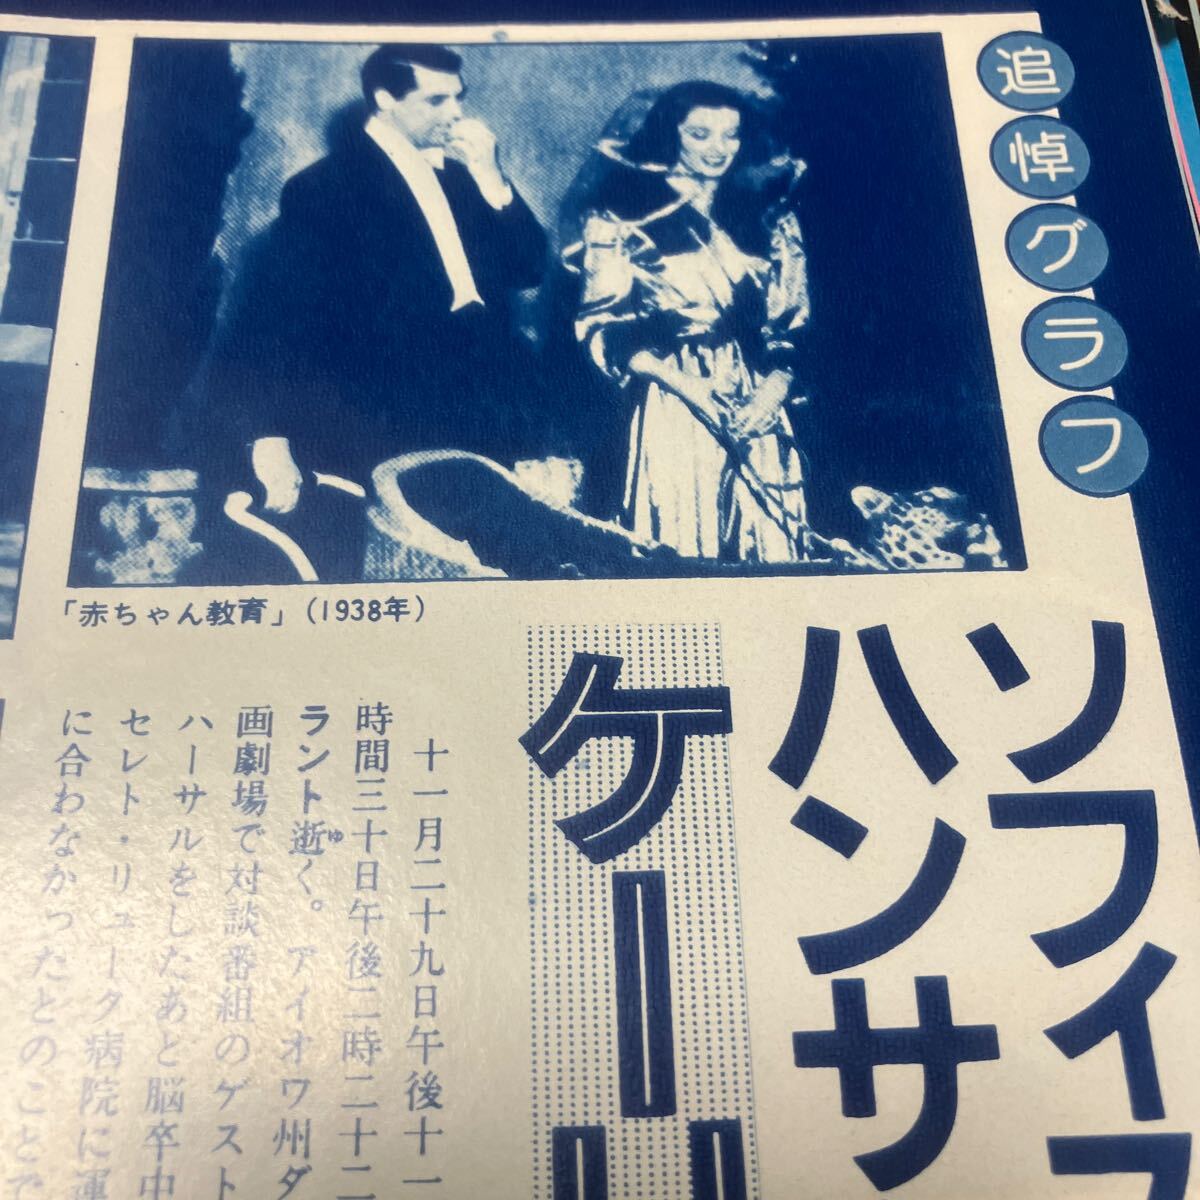 追悼グラフ
「赤ちゃん教育」(1938年)
ソフィ
ハンサ
ケー
十一月二十九日午後十一
時間三十日午後二時二十二
ラント逝く。アイオワ州ダ
ゆ
画劇場で対談番組のゲスト
ハーサルをしたあと脳卒中
セレト・リュータ病院に運
に合わなかったとのことで